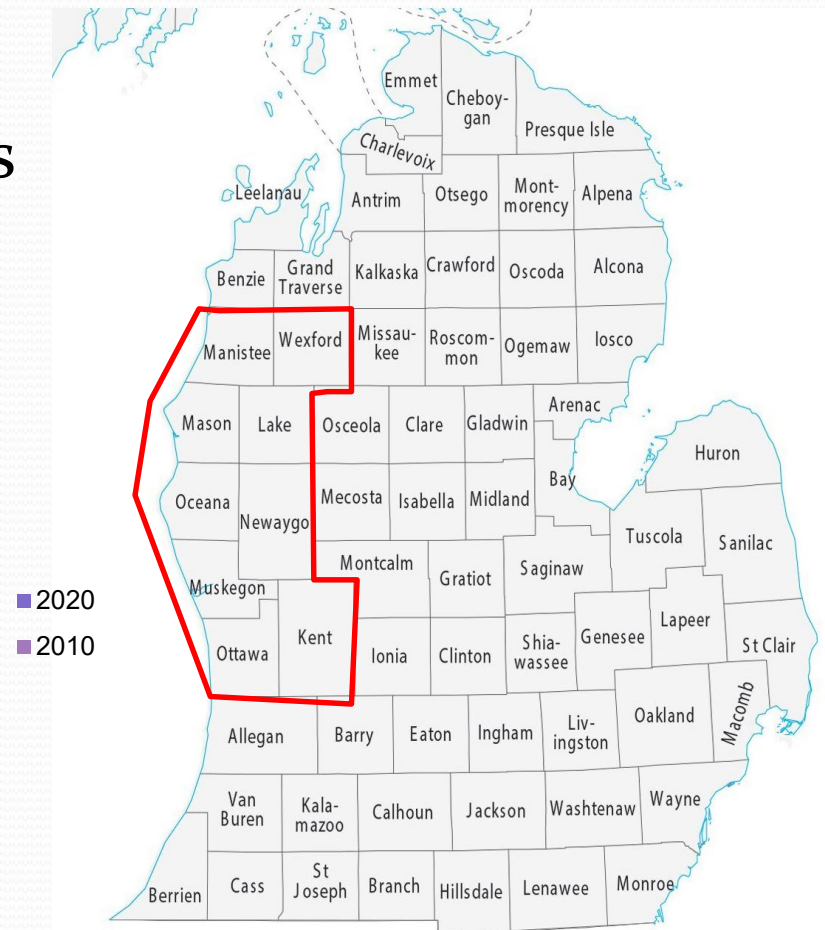 s
Emmet
Cheboy-
gan
Presque Isle
Charlevoix
Leelanau
Antrim
Otsego
Mont-
morency
Alpena
Benzie
Grand
Traverse
Kalkaska
Crawford
Oscoda
Alcona
Manistee
Wexford
Missau-
kee
Roscom-
mon
Ogemaw
Iosco
Mason
Lake
Osceola
Clare
Gladwin
Arenac
Huron
Oceana
Newaygo
Mecosta
Isabella
Midland
Bay
Tuscola
Sanilac
Muskegon
Montcalm
Gratiot
Saginaw
2020
2010
Ottawa
Kent
Ionia
Clinton
Shia-
wassee
Genesee
Lapeer
St Clair
Allegan
Barry
Eaton
Ingham
Liv-
ingston
Oakland
Macomb
Van
Buren
Kala-
mazoo
Calhoun
Jackson
Washtenaw
Wayne
Berrien
Cass
St
Joseph
Branch
Hillsdale
Lenawee
Monroe